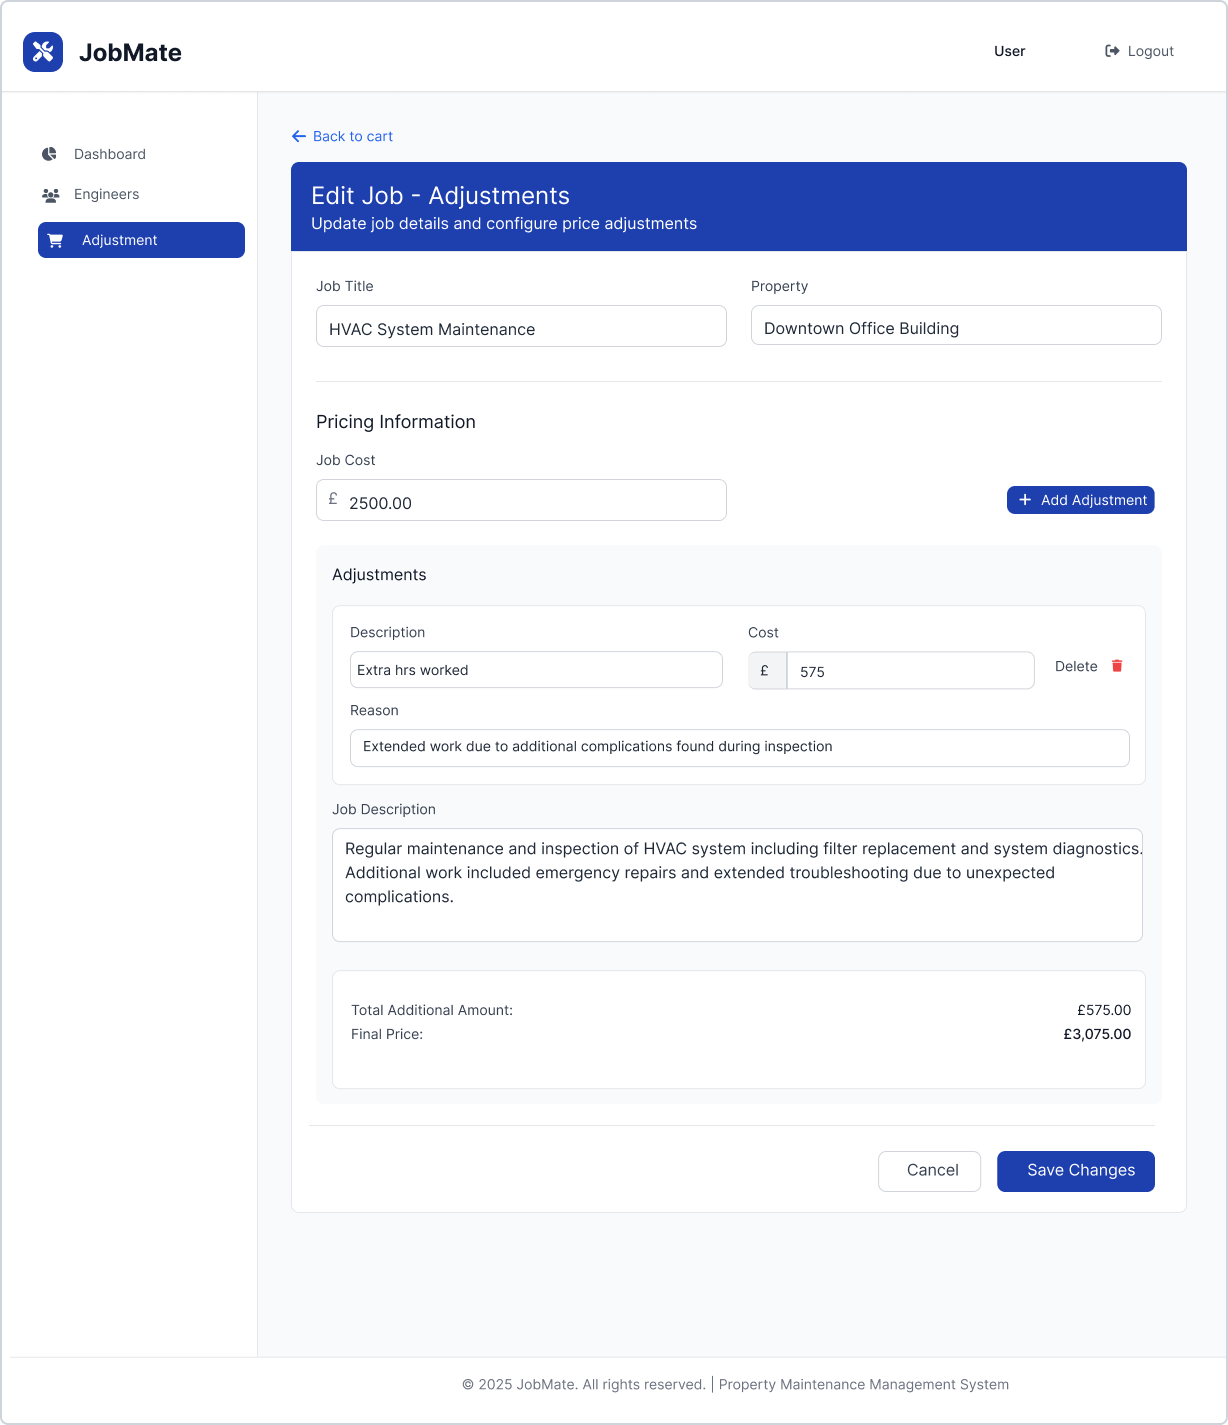 JobMate
User
Logout
Dashboard
Engineers
Adjustment
Back to cart
Edit Job - Adjustments
Update job details and configure price adjustments
Job Title
Property
HVAC System Maintenance
Downtown Office Building
Pricing Information
Job Cost
£ 2500.00
Add Adjustment
Adjustments
Description
Cost
Extra hrs worked
£ 575
Delete
Reason
Extended work due to additional complications found during inspection
Job Description
Regular maintenance and inspection of HVAC system including filter replacement and system diagnostics.
Additional work included emergency repairs and extended troubleshooting due to unexpected
complications.
Total Additional Amount: £575.00
Final Price: £3,075.00
Cancel
Save Changes
© 2025 JobMate. All rights reserved. | Property Maintenance Management System